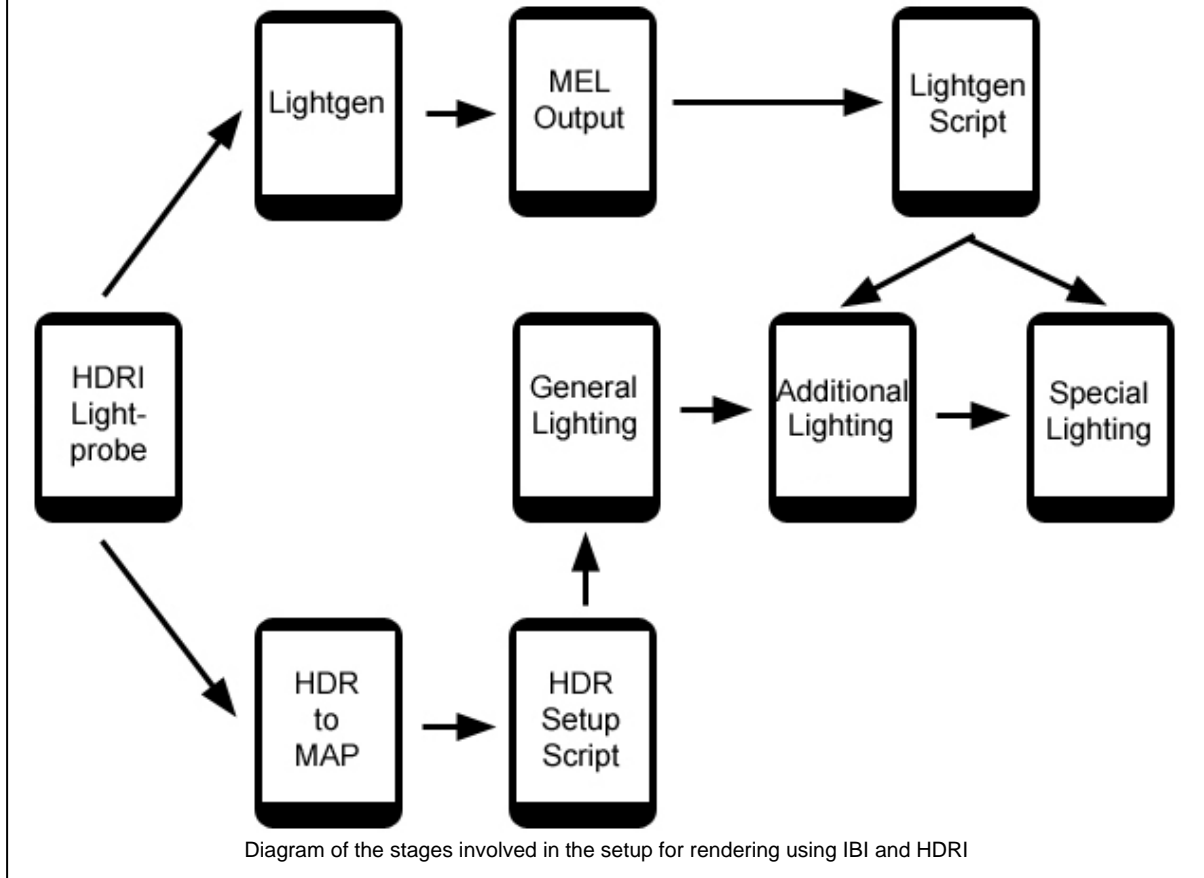 Lightgen
MEL
Output
Lightgen
Script
HDRI
Light-
probe
General
Lighting
Additional
Lighting
Special
Lighting
HDR
to
MAP
HDR
Setup
Script
Diagram of the stages involved in the setup for rendering using IBI and HDRI